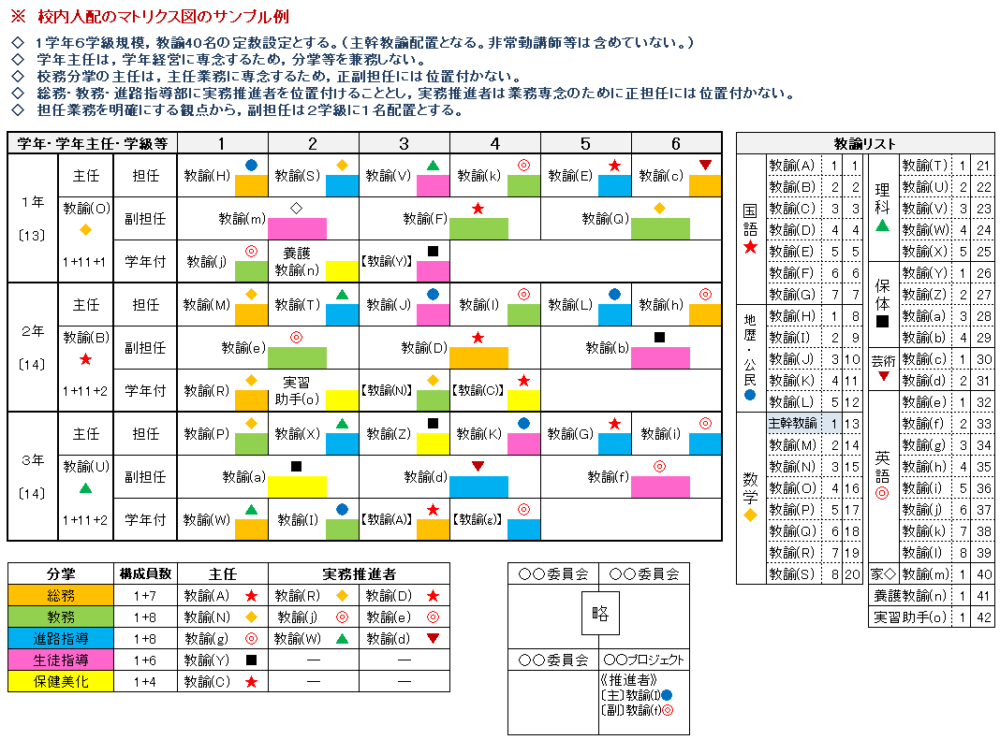 ※ 校内人配のマトリクス図のサンプル例
◇ 1学年6学級規模，教諭40名の定数設定とする。（主幹教諭配置となる。非常勤講師等は含めていない。）
◇ 学年主任は，学年経営に専念するため，分掌等を兼務しない。
◇ 校務分掌の主任は，主任業務に専念するため，正副担任には位置付かない。
◇ 総務・教務・進路指導部に実務推進者を位置付けることとし，実務推進者は業務専念のために正担任には位置付かない。
◇ 担任業務を明確にする観点から，副担任は2学級に1名配置とする。
学年・学年主任・学級等 1 2 3 4 5 6
1年 〔13〕
主任 教諭(O) ◆ 1+11+1
担任 教諭(H) ● 教諭(S) ◆ 教諭(V) ▲ 教諭(k) ◎ 教諭(E) ★ 教諭(c) ▼
副担任 教諭(m) ◇ 教諭(F) ★ 教諭(Q) ◆
学年付 教諭(j) ◎ 養護教諭(n) 【教諭(Y)】 ■
2年 〔14〕
主任 教諭(B) ★ 1+11+2
担任 教諭(M) ◆ 教諭(T) ▲ 教諭(J) ● 教諭(l) ◎ 教諭(L) ● 教諭(h) ◎
副担任 教諭(e) ◎ 教諭(D) ★ 教諭(b) ■
学年付 教諭(R) ◆ 実習助手(o) 【教諭(N)】 ◆ 【教諭(C)】 ★
3年 〔14〕
主任 教諭(U) ▲ 1+11+2
担任 教諭(P) ◆ 教諭(X) ▲ 教諭(Z) ■ 教諭(K) ● 教諭(G) ★ 教諭(i) ◎
副担任 教諭(a) ■ 教諭(d) ▼ 教諭(f) ◎
学年付 教諭(W) ▲ 教諭(I) ● 【教諭(A)】 ★ 【教諭(g)】 ◎
教諭リスト
国語 ★
教諭(A) 1 1
教諭(B) 2 2
教諭(C) 3 3
教諭(D) 4 4
教諭(E) 5 5
教諭(F) 6 6
教諭(G) 7 7
地歴・公民 ●
教諭(H) 1 8
教諭(I) 2 9
教諭(J) 3 10
教諭(K) 4 11
教諭(L) 5 12
数学 ◆
主幹教諭 1 13
教諭(M) 2 14
教諭(N) 3 15
教諭(O) 4 16
教諭(P) 5 17
教諭(Q) 6 18
教諭(R) 7 19
教諭(S) 8 20
理科 ▲
教諭(T) 1 21
教諭(U) 2 22
教諭(V) 3 23
教諭(W) 4 24
教諭(X) 5 25
保体 ■
教諭(Y) 1 26
教諭(Z) 2 27
教諭(a) 3 28
教諭(b) 4 29
芸術 ▼
教諭(c) 1 30
教諭(d) 2 31
英語 ◎
教諭(e) 1 32
教諭(f) 2 33
教諭(g) 3 34
教諭(h) 4 35
教諭(i) 5 36
教諭(j) 6 37
教諭(k) 7 38
教諭(l) 8 39
家◇ 教諭(m) 1 40
養護教諭(n) 1 41
実習助手(o) 1 42
分掌 構成員数 主任 実務推進者
総務 1+7 教諭(A) ★ 教諭(R) ◆ 教諭(D) ★
教務 1+8 教諭(N) ◆ 教諭(j) ◎ 教諭(e) ◎
進路指導 1+8 教諭(g) ◎ 教諭(W) ▲ 教諭(d) ▼
生徒指導 1+6 教諭(Y) ■ ― ―
保健美化 1+4 教諭(C) ★ ― ―
○○委員会 ○○委員会
略
○○委員会 ○○プロジェクト
《推進者》
〔主〕教諭(I)●
〔副〕教諭(f)◎